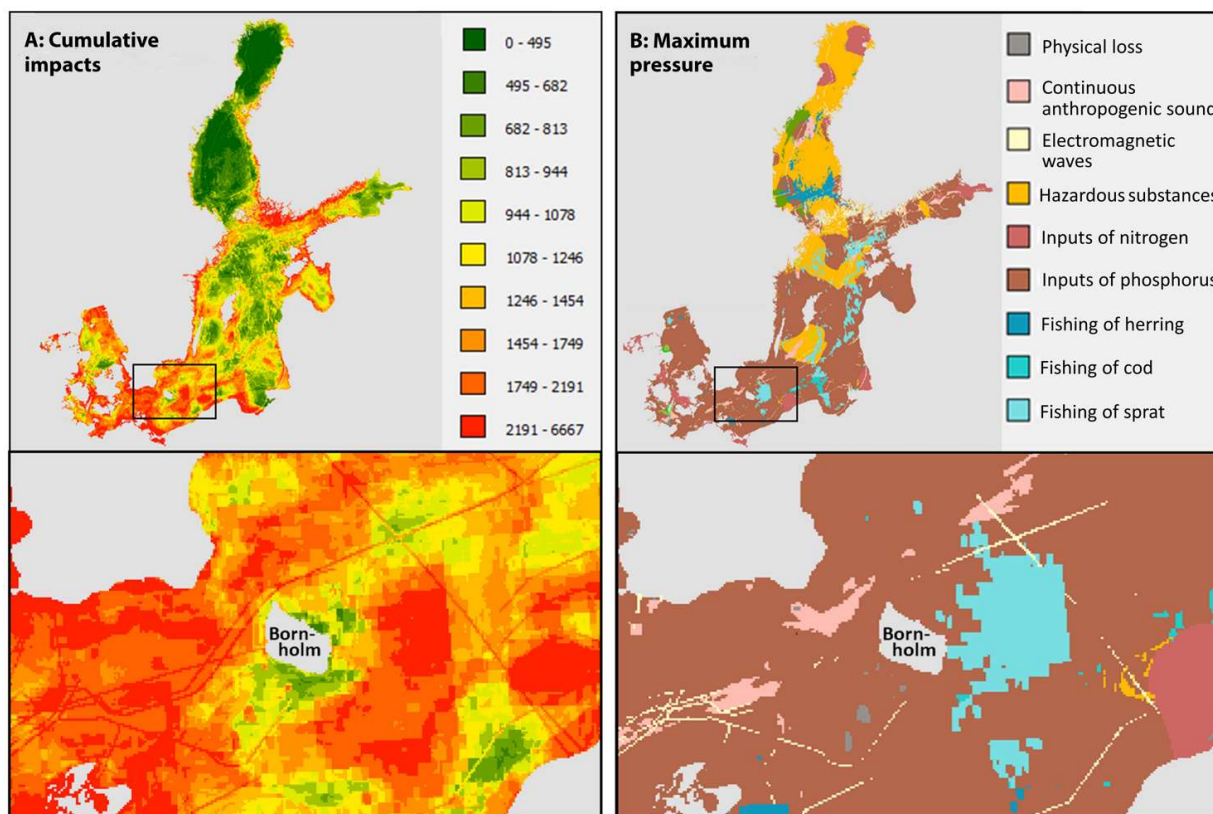 A: Cumulative
impacts
0 - 495
495 - 682
682 - 813
813 - 944
944 - 1078
1078 - 1246
1246 - 1454
1454 - 1749
1749 - 2191
2191 - 6667
B: Maximum
pressure
Physical loss
Continuous
anthropogenic sound
Electromagnetic
waves
Hazardous substances
Inputs of nitrogen
Inputs of phosphorus
Fishing of herring
Fishing of cod
Fishing of sprat
Born-
holm
Born-
holm